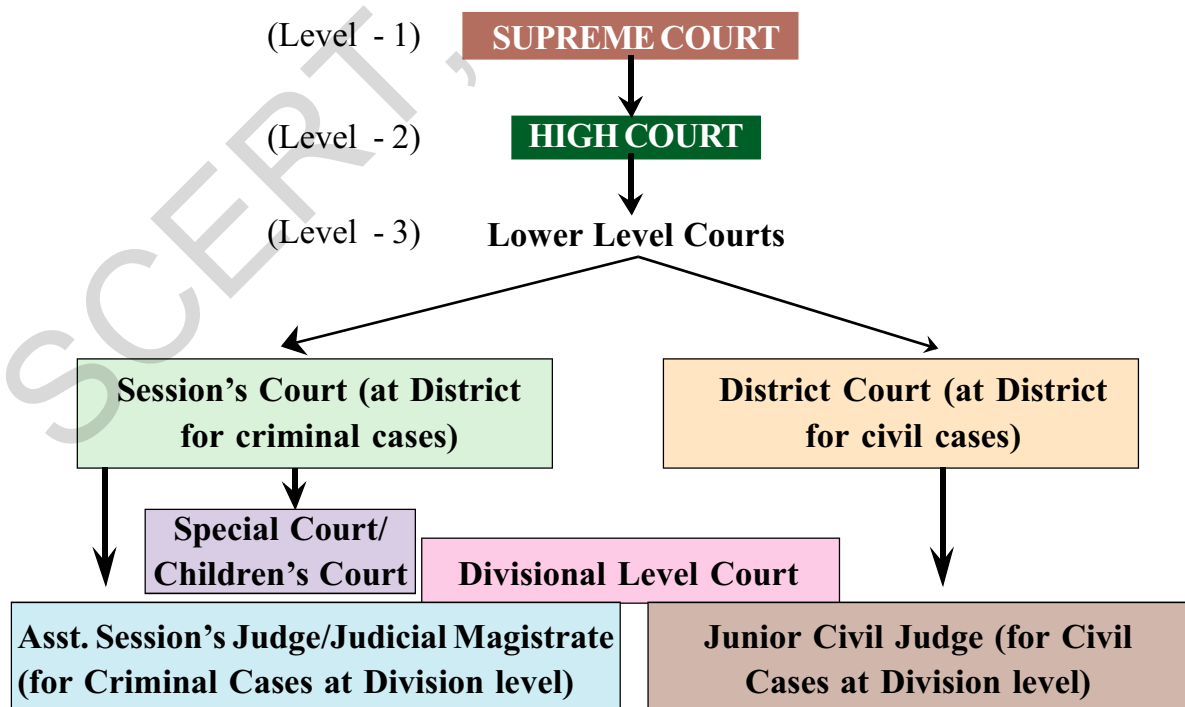 (Level - 1) SUPREME COURT
(Level - 2) HIGH COURT
(Level - 3) Lower Level Courts
Session's Court (at District
for criminal cases)
District Court (at District
for civil cases)
Special Court/
Children's Court
Divisional Level Court
Asst. Session's Judge/Judicial Magistrate
(for Criminal Cases at Division level)
Junior Civil Judge (for Civil
Cases at Division level)
SCERT,